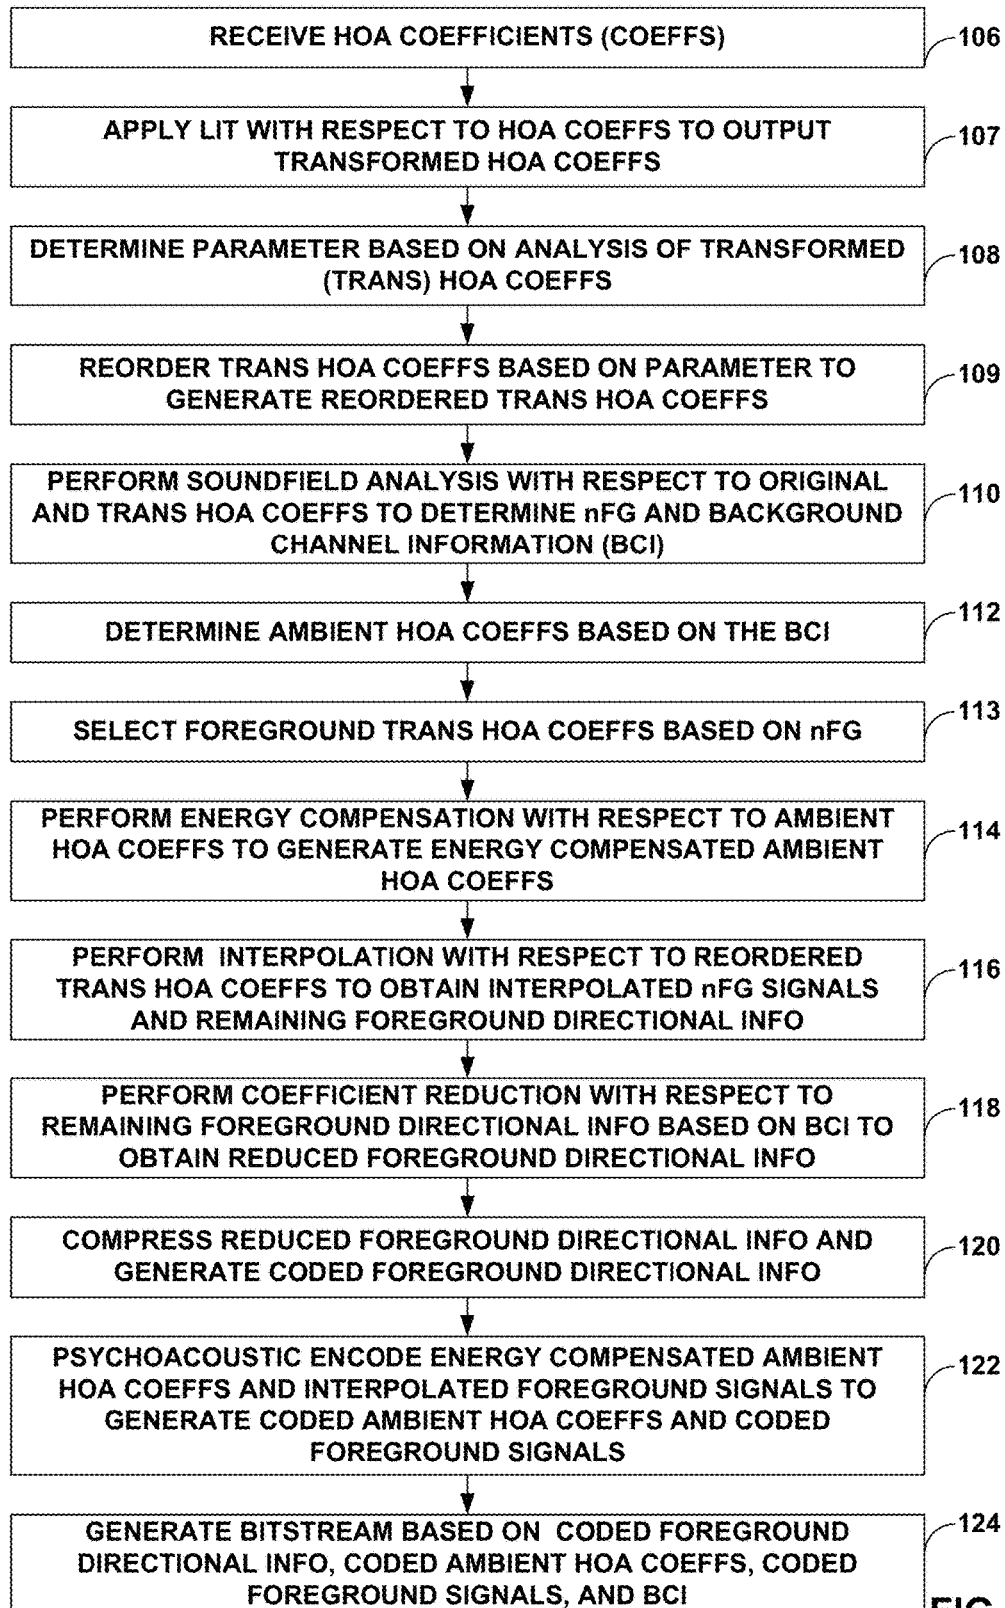 RECEIVE HOA COEFFICIENTS (COEFFS)
106
APPLY LIT WITH RESPECT TO HOA COEFFS TO OUTPUT
TRANSFORMED HOA COEFFS
107
DETERMINE PARAMETER BASED ON ANALYSIS OF TRANSFORMED
(TRANS) HOA COEFFS
108
REORDER TRANS HOA COEFFS BASED ON PARAMETER TO
GENERATE REORDERED TRANS HOA COEFFS
109
PERFORM SOUNDFIELD ANALYSIS WITH RESPECT TO ORIGINAL
AND TRANS HOA COEFFS TO DETERMINE nFG AND BACKGROUND
CHANNEL INFORMATION (BCI)
110
DETERMINE AMBIENT HOA COEFFS BASED ON THE BCI
112
SELECT FOREGROUND TRANS HOA COEFFS BASED ON nFG
113
PERFORM ENERGY COMPENSATION WITH RESPECT TO AMBIENT
HOA COEFFS TO GENERATE ENERGY COMPENSATED AMBIENT
HOA COEFFS
114
PERFORM INTERPOLATION WITH RESPECT TO REORDERED
TRANS HOA COEFFS TO OBTAIN INTERPOLATED nFG SIGNALS
AND REMAINING FOREGROUND DIRECTIONAL INFO
116
PERFORM COEFFICIENT REDUCTION WITH RESPECT TO
REMAINING FOREGROUND DIRECTIONAL INFO BASED ON BCI TO
OBTAIN REDUCED FOREGROUND DIRECTIONAL INFO
118
COMPRESS REDUCED FOREGROUND DIRECTIONAL INFO AND
GENERATE CODED FOREGROUND DIRECTIONAL INFO
120
PSYCHOACOUSTIC ENCODE ENERGY COMPENSATED AMBIENT
HOA COEFFS AND INTERPOLATED FOREGROUND SIGNALS TO
GENERATE CODED AMBIENT HOA COEFFS AND CODED
FOREGROUND SIGNALS
122
GENERATE BITSTREAM BASED ON CODED FOREGROUND
DIRECTIONAL INFO, CODED AMBIENT HOA COEFFS, CODED
FOREGROUND SIGNALS, AND BCI
124